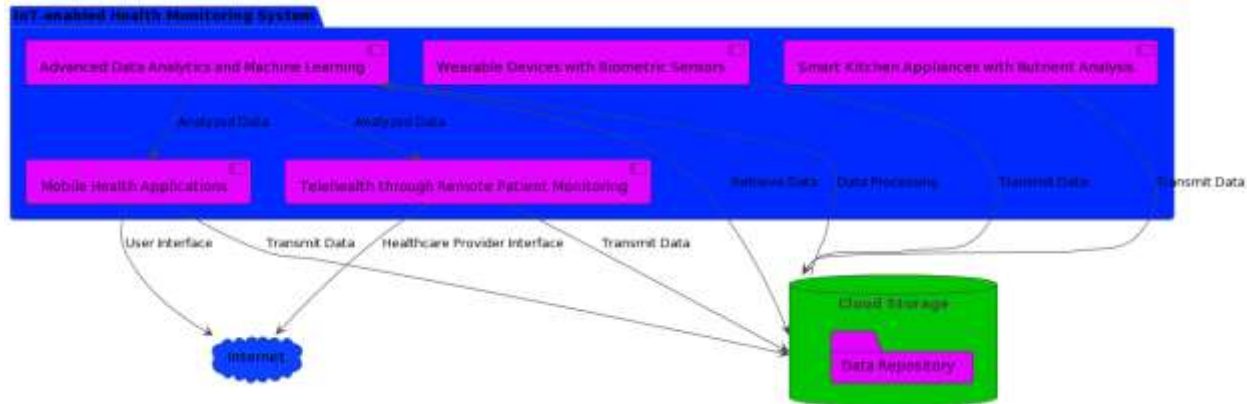 IoT-enabled Health Monitoring System
Advanced Data Analytics and Machine Learning
Wearable Devices with Biometric Sensors
Smart Kitchen Appliances with Nutrient Analysis
Analyzed Data
Analyzed Data
Mobile Health Applications
Telehealth through Remote Patient Monitoring
Retrieve Data
Data Processing
Transmit Data
Transmit Data
User Interface
Transmit Data
Healthcare Provider Interface
Transmit Data
Cloud Storage
Internet
Data Repository